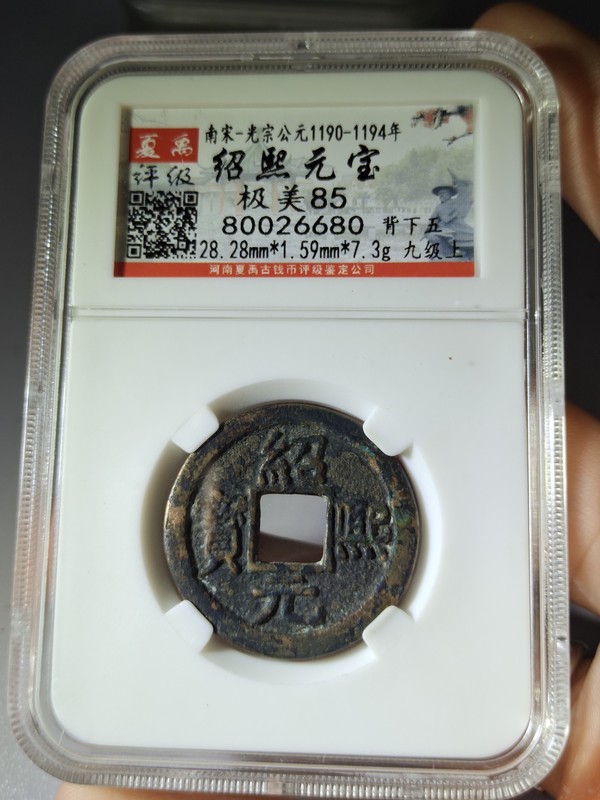 夏禹
评级
南宋-光宗公元1190-1194年
绍熙元宝
极美85
80026680 背下五
28.28mm*1.59mm*7.3g 九级上
河南夏禹古钱币评级鉴定公司
紹熙元寶